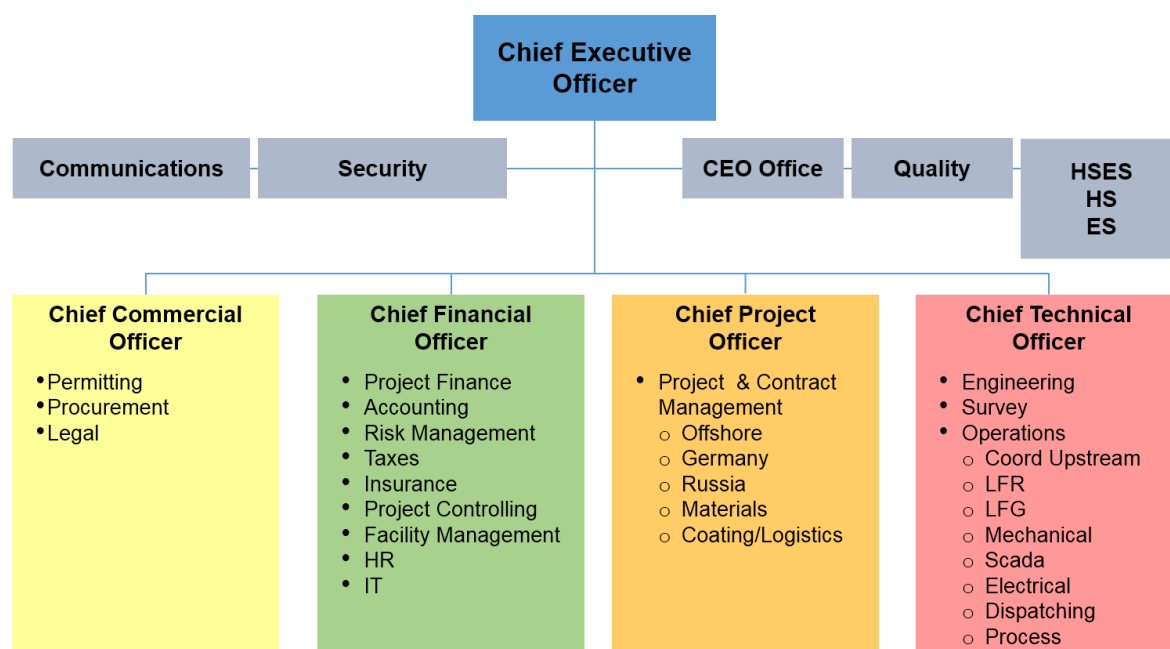 Chief Executive
Officer
Communications
Security
CEO Office
Quality
HSES
HS
ES
Chief Commercial
Officer
•Permitting
•Procurement
•Legal
Chief Financial
Officer
• Project Finance
• Accounting
• Risk Management
• Taxes
• Insurance
• Project Controlling
• Facility Management
• HR
• IT
Chief Project
Officer
• Project & Contract
Management
o Offshore
o Germany
o Russia
o Materials
o Coating/Logistics
Chief Technical
Officer
• Engineering
• Survey
• Operations
o Coord Upstream
o LFR
o LFG
o Mechanical
o Scada
o Electrical
o Dispatching
o Process